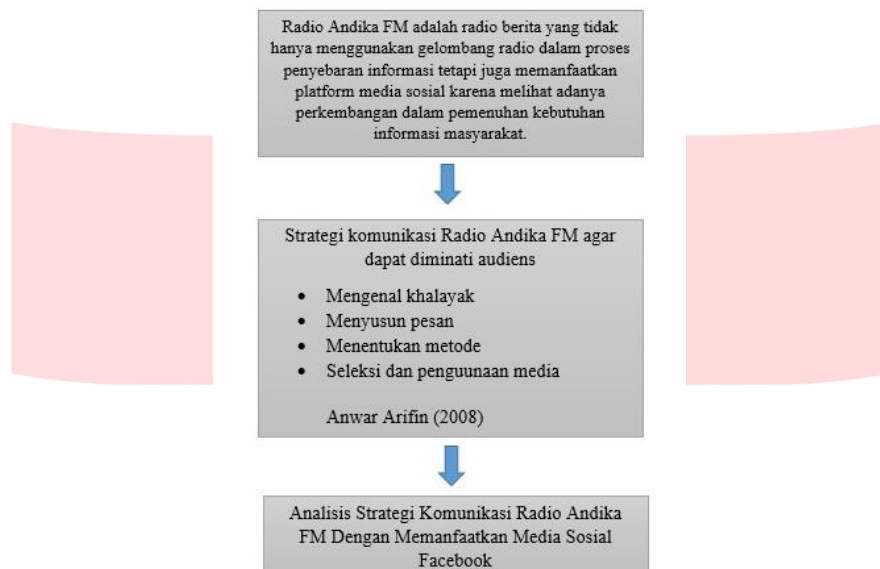 Radio Andika FM adalah radio berita yang tidak
hanya menggunakan gelombang radio dalam proses
penyebaran informasi tetapi juga memanfaatkan
platform media sosial karena melihat adanya
perkembangan dalam pemenuhan kebutuhan
informasi masyarakat.
Strategi komunikasi Radio Andika FM agar
dapat diminati audiens
• Mengenal khalayak
• Menyusun pesan
• Menentukan metode
• Seleksi dan penguunaan media
Anwar Arifin (2008)
Analisis Strategi Komunikasi Radio Andika
FM Dengan Memanfaatkan Media Sosial
Facebook